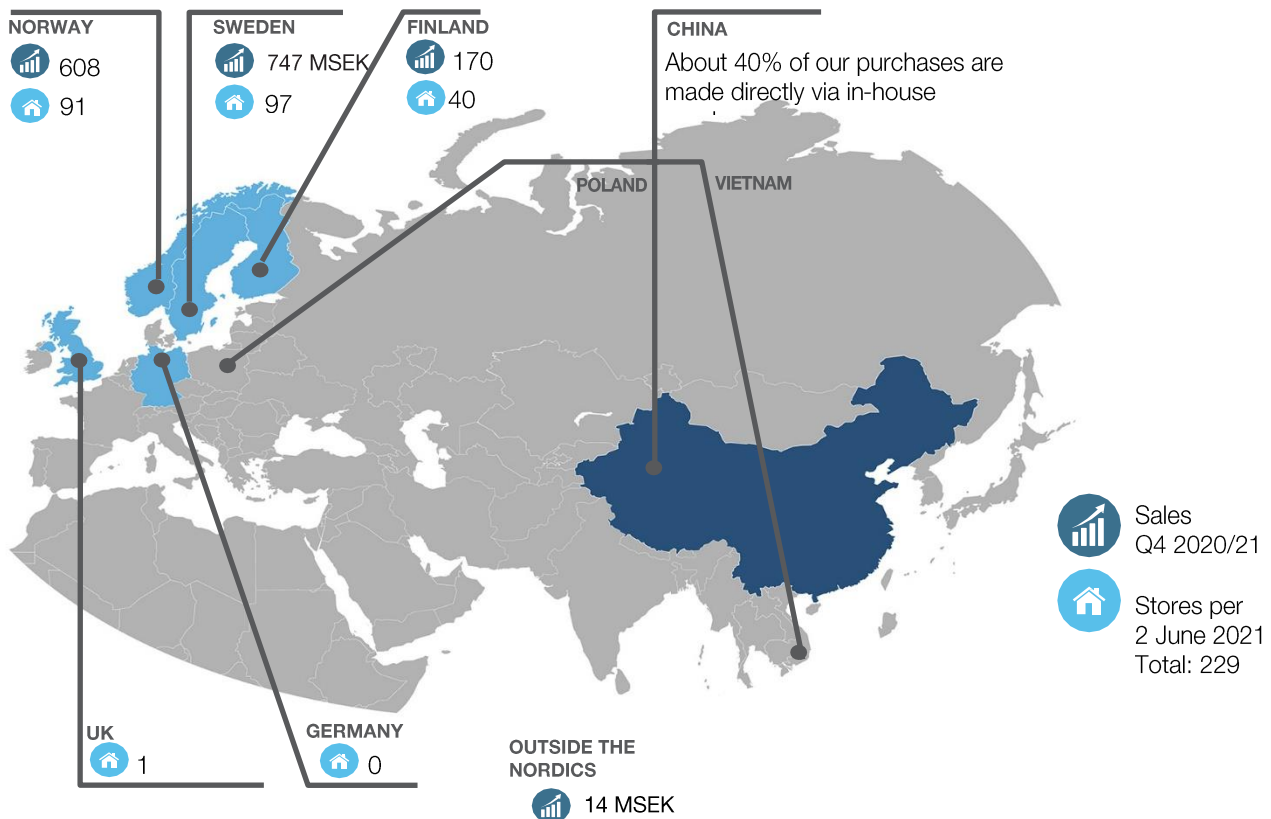 NORWAY
608
91
SWEDEN
747 MSEK
97
FINLAND
170
40
CHINA
About 40% of our purchases are
made directly via in-house
POLAND
VIETNAM
Sales
Q4 2020/21
Stores per
2 June 2021
Total: 229
UK
1
GERMANY
0
OUTSIDE THE
NORDICS
14 MSEK